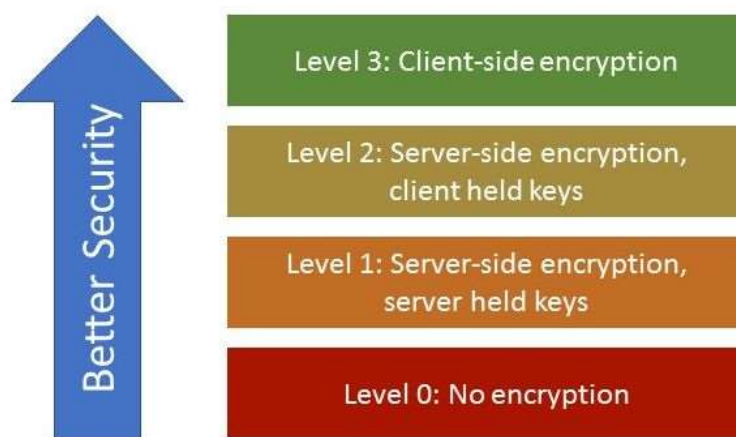 Better Security
Level 3: Client-side encryption
Level 2: Server-side encryption,
client held keys
Level 1: Server-side encryption,
server held keys
Level 0: No encryption